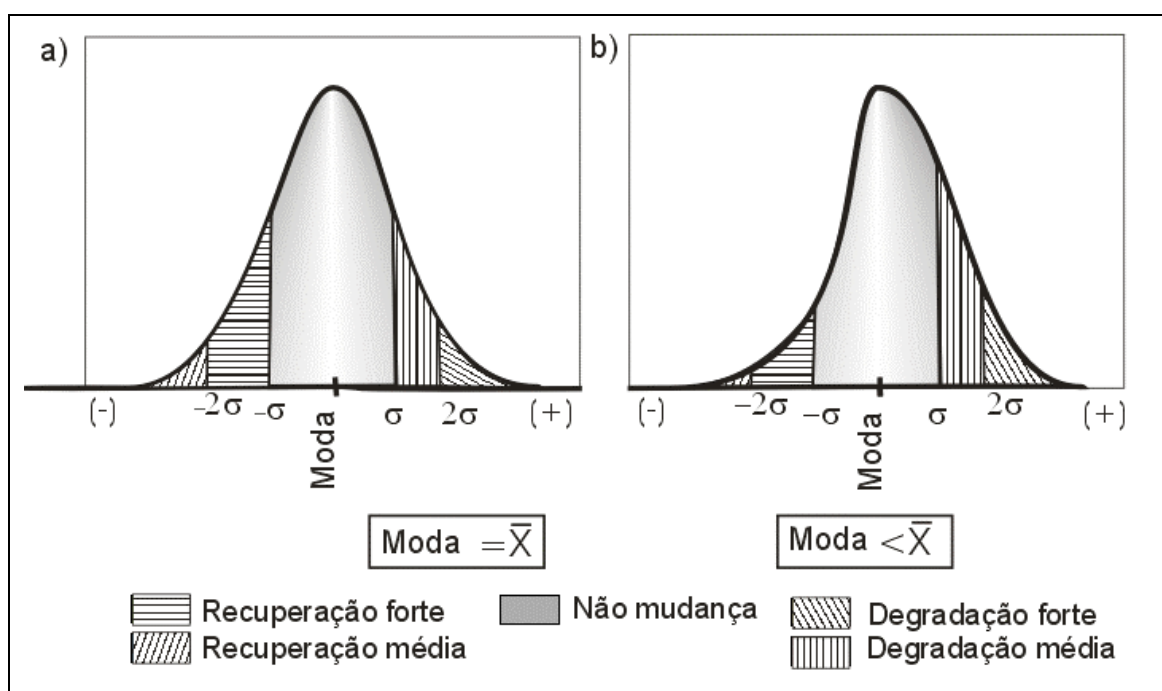 a)
(-) -2σ -σ Moda σ 2σ (+)
Moda = X̅
b)
(-) -2σ -σ Moda σ 2σ (+)
Moda < X̅
Recuperação forte
Recuperação média
Não mudança
Degradação forte
Degradação média